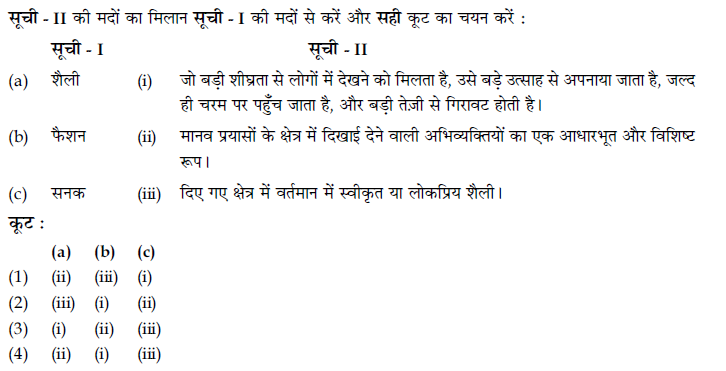 सूची - II की मदों का मिलान सूची - I की मदों से करें और सही कूट का चयन करें :
सूची - I सूची - II
(a) शैली (i) जो बड़ी शीघ्रता से लोगों में देखने को मिलता है, उसे बड़े उत्साह से अपनाया जाता है, जल्द
ही चरम पर पहुँच जाता है, और बड़ी तेज़ी से गिरावट होती है।
(b) फैशन (ii) मानव प्रयासों के क्षेत्र में दिखाई देने वाली अभिव्यक्तियों का एक आधारभूत और विशिष्ट
रूप।
(c) सनक (iii) दिए गए क्षेत्र में वर्तमान में स्वीकृत या लोकप्रिय शैली।
कूट :
(a) (b) (c)
(1) (ii) (iii) (i)
(2) (iii) (i) (ii)
(3) (i) (ii) (iii)
(4) (ii) (i) (iii)